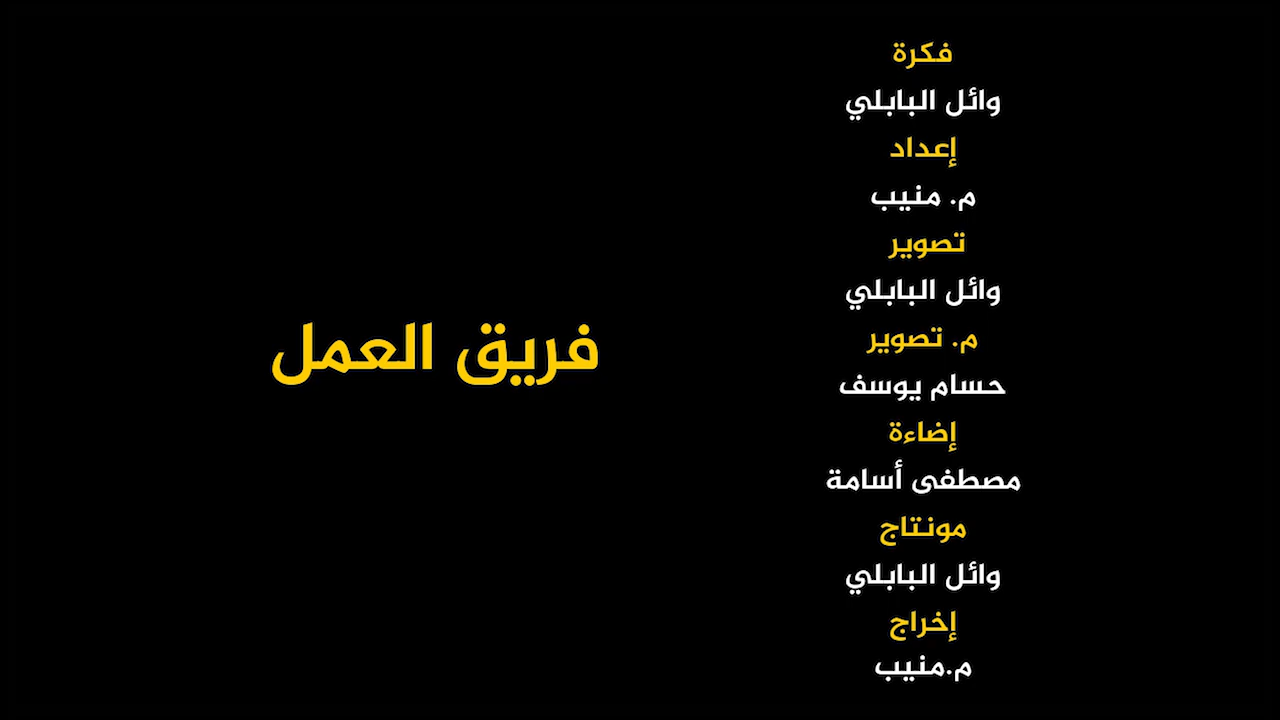 فكرة
وائل البابلي
إعداد
م. منيب
تصوير
وائل البابلي
م. تصوير
حسام يوسف
إضاءة
مصطفى أسامة
مونتاج
وائل البابلي
إخراج
م.منيب
فريق العمل